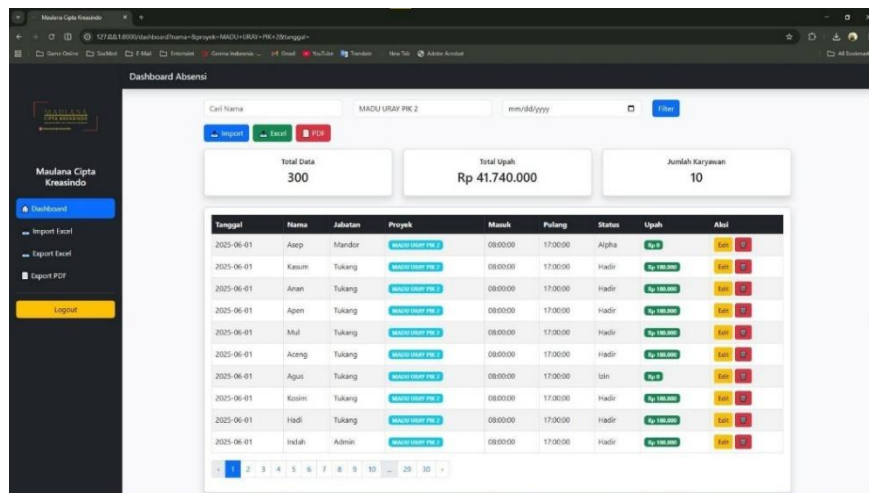 Maulana Cipta Kreasindo
127.0.0.1:8000/dashboard?nama=&proyek=MADU+URAY+PIK+2&tanggal=
Game Online SosMed E-Mail Entertaint Gmail YouTube Translate New Tab Adobe Acrobat All Bookmarks
Dashboard Absensi
MAULANA
CIPTA KREASINDO
Maulana Cipta
Kreasindo
Dashboard
Import Excel
Export Excel
Export PDF
Logout
Cari Nama MADU URAY PIK 2 mm/dd/yyyy Filter
Import Excel PDF
Total Data Total Upah Jumlah Karyawan
300 Rp 41.740.000 10
Tanggal Nama Jabatan Proyek Masuk Pulang Status Upah Aksi
2025-06-01 Asep Mandor MADU URAY PIK 2 08:00:00 17:00:00 Alpha Rp 0 Edit
2025-06-01 Kasum Tukang MADU URAY PIK 2 08:00:00 17:00:00 Hadir Rp 180.000 Edit
2025-06-01 Anan Tukang MADU URAY PIK 2 08:00:00 17:00:00 Hadir Rp 180.000 Edit
2025-06-01 Apen Tukang MADU URAY PIK 2 08:00:00 17:00:00 Hadir Rp 180.000 Edit
2025-06-01 Mul Tukang MADU URAY PIK 2 08:00:00 17:00:00 Hadir Rp 180.000 Edit
2025-06-01 Aceng Tukang MADU URAY PIK 2 08:00:00 17:00:00 Hadir Rp 180.000 Edit
2025-06-01 Agus Tukang MADU URAY PIK 2 08:00:00 17:00:00 Izin Rp 0 Edit
2025-06-01 Kosim Tukang MADU URAY PIK 2 08:00:00 17:00:00 Hadir Rp 180.000 Edit
2025-06-01 Hadi Tukang MADU URAY PIK 2 08:00:00 17:00:00 Hadir Rp 180.000 Edit
2025-06-01 Indah Admin MADU URAY PIK 2 08:00:00 17:00:00 Hadir Rp 180.000 Edit
‹ 1 2 3 4 5 6 7 8 9 10 ... 29 30 ›